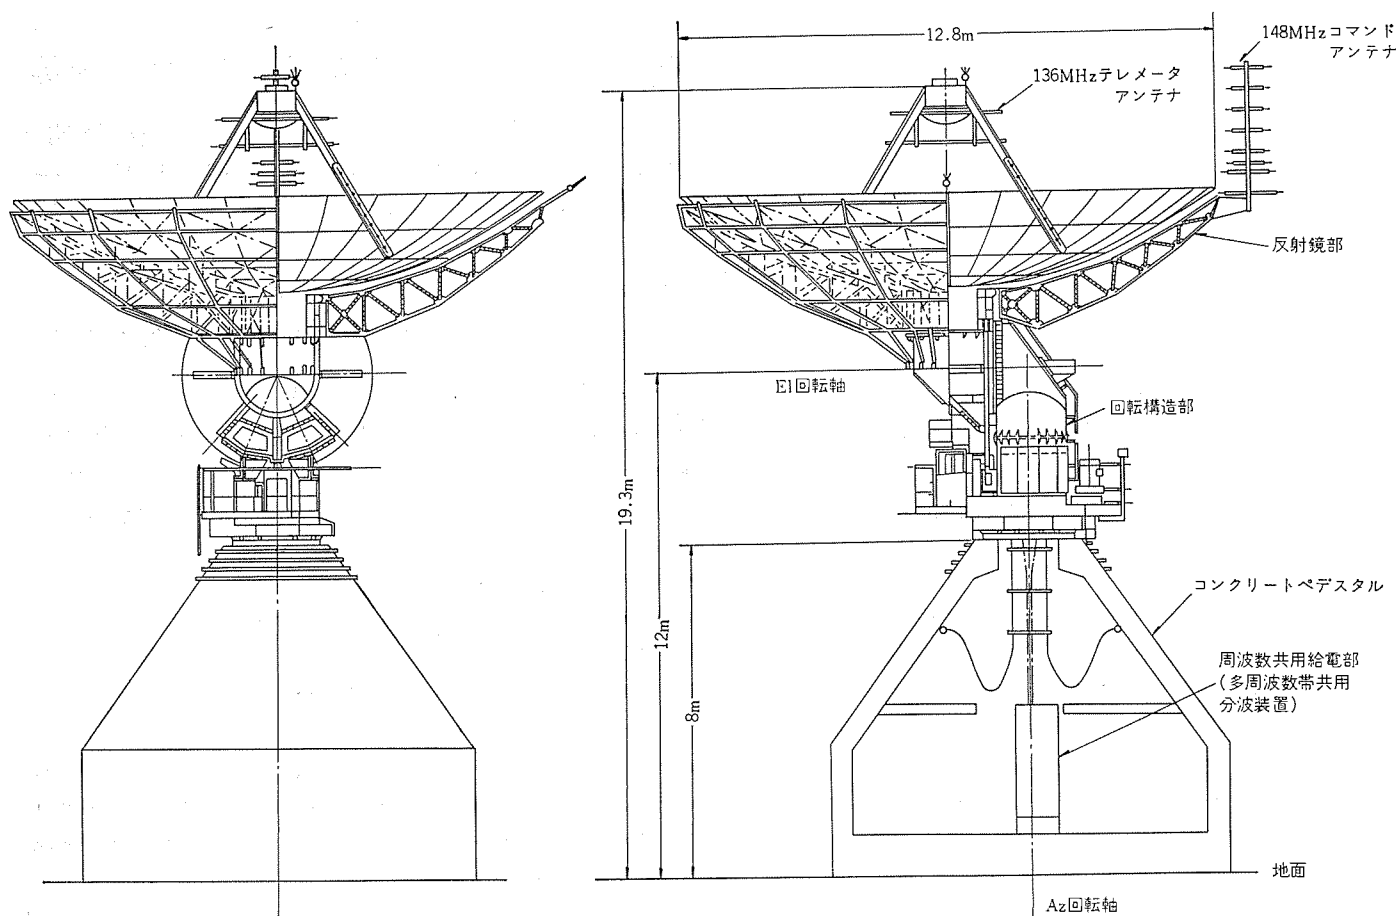 12.8m
148MHzコマンド
アンテナ
136MHzテレメータ
アンテナ
反射鏡部
El回転軸
回転構造部
19.3m
12m
8m
コンクリートペデスタル
周波数共用給電部
(多周波数帯共用
分波装置)
地面
Az回転軸